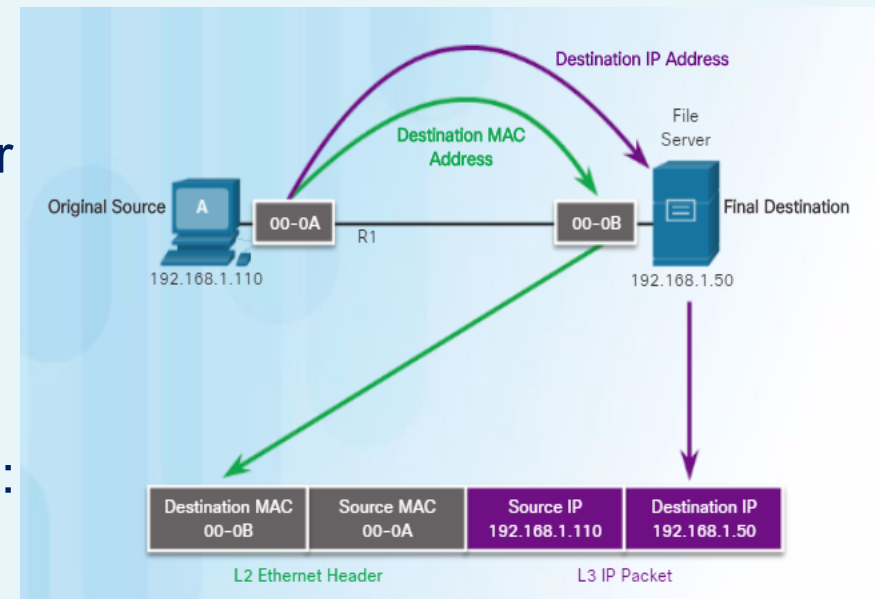 Destination IP Address
File
Server
r
Destination MAC
Address
Original Source
A
00-0A
R1
00-0B
Final Destination
192.168.1.110
192.168.1.50
:
Destination MAC
00-0B
Source MAC
00-0A
Source IP
192.168.1.110
Destination IP
192.168.1.50
L2 Ethernet Header
L3 IP Packet